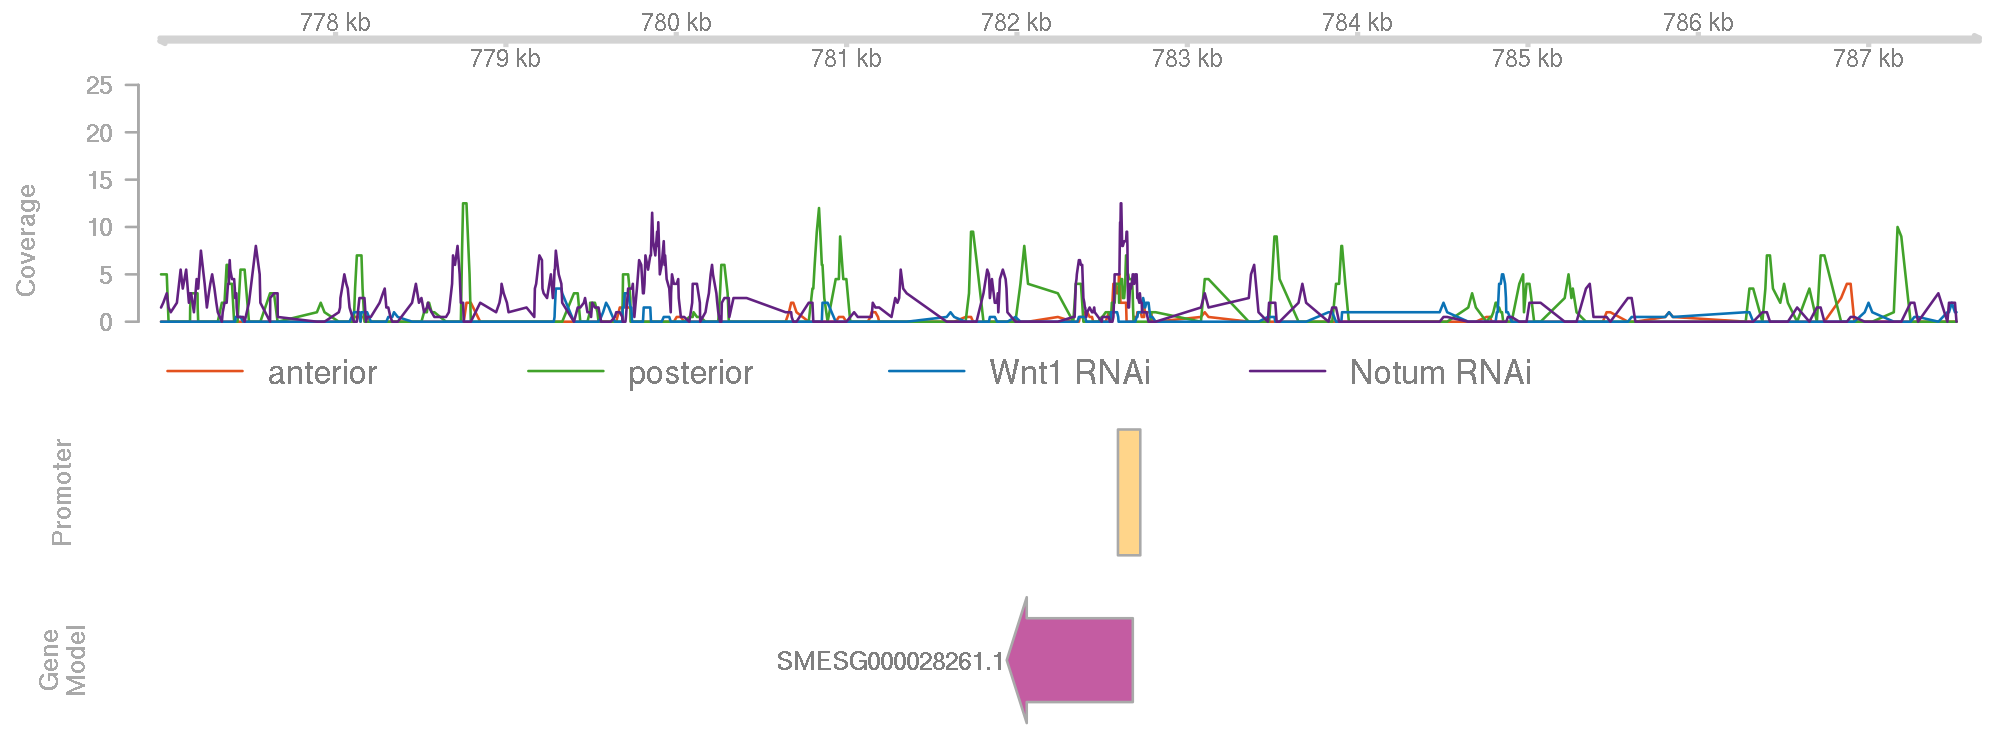 778 kb 780 kb 782 kb 784 kb 786 kb
779 kb 781 kb 783 kb 785 kb 787 kb
25
20
15
10
5
0
Coverage
anterior posterior Wnt1 RNAi Notum RNAi
Promoter
Gene
Model
SMESG000028261.1